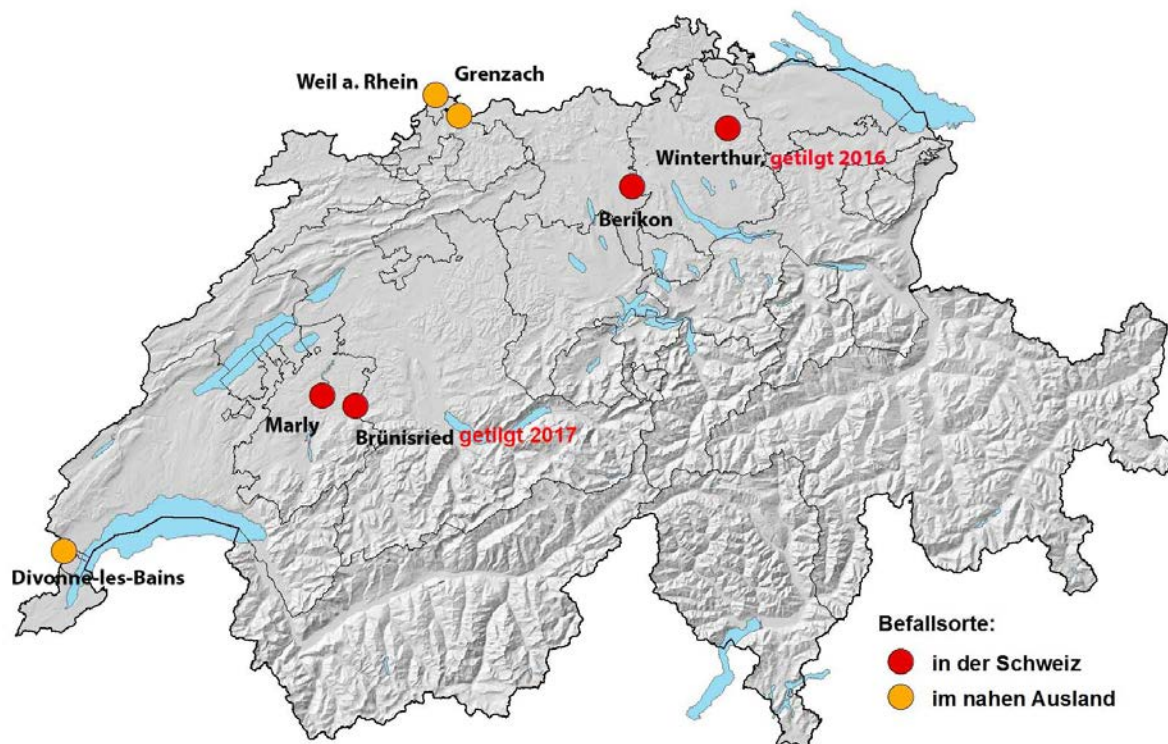 Weil a. Rhein
Grenzach
Winterthur, getilgt 2016
Berikon
Marly
Brünisried getilgt 2017
Divonne-les-Bains
Befallsorte:
in der Schweiz
im nahen Ausland